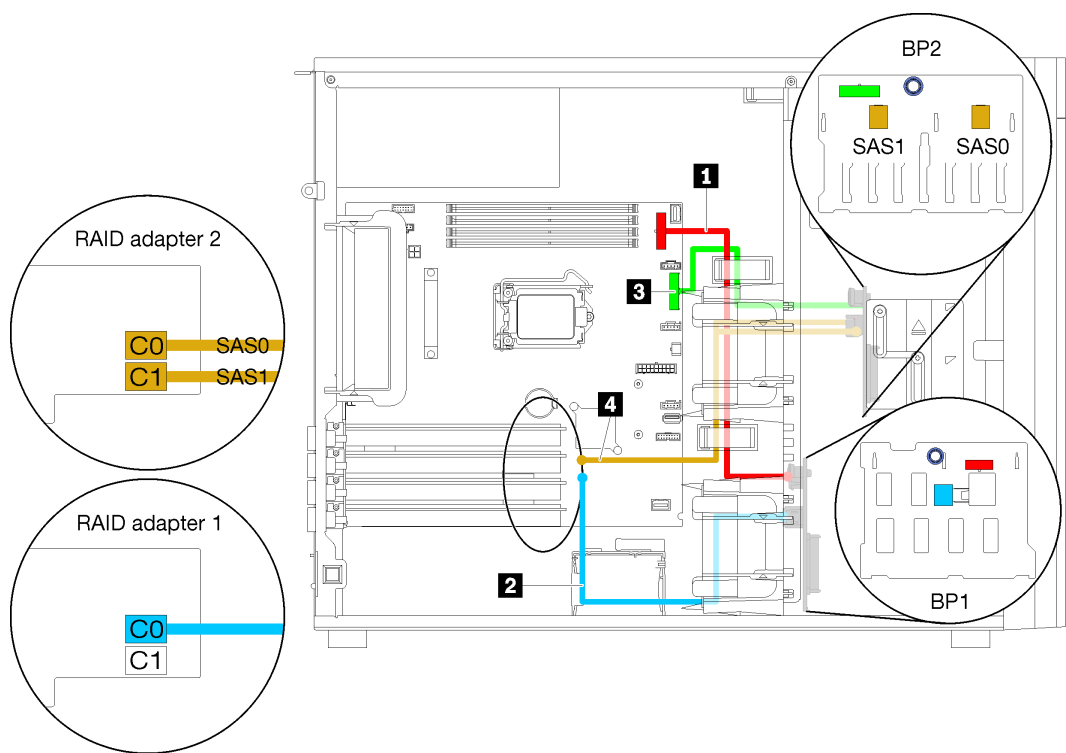 BP2
SAS1 SAS0
1
RAID adapter 2
3
C0 SAS0
C1 SAS1
4
RAID adapter 1
2
BP1
C0
C1